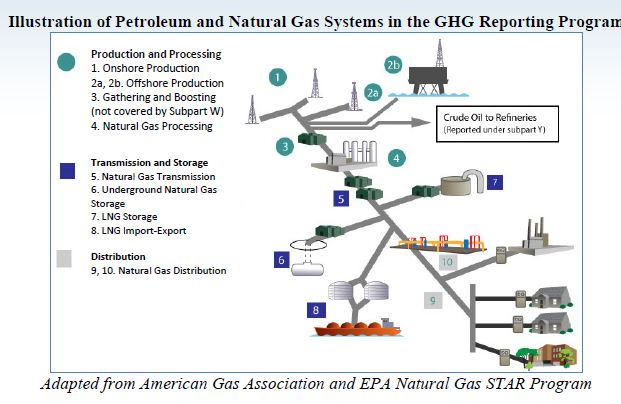 Illustration of Petroleum and Natural Gas Systems in the GHG Reporting Program
Production and Processing
1. Onshore Production
2a, 2b. Offshore Production
3. Gathering and Boosting
(not covered by Subpart W)
4. Natural Gas Processing
Transmission and Storage
5. Natural Gas Transmission
6. Underground Natural Gas
Storage
7. LNG Storage
8. LNG Import-Export
Distribution
9, 10. Natural Gas Distribution
1
2a
2b
Crude Oil to Refineries
(Reported under subpart Y)
3
4
5
7
6
10
8
9
Adapted from American Gas Association and EPA Natural Gas STAR Program